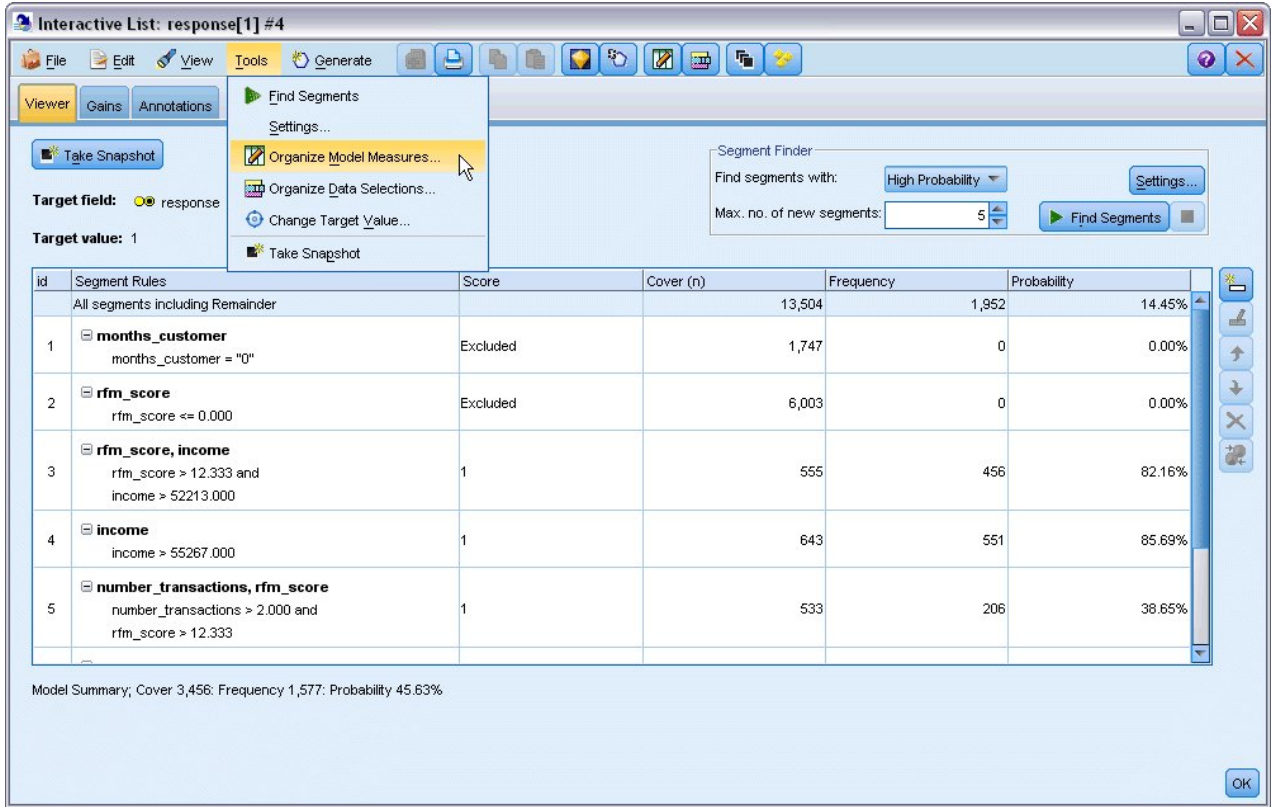 Interactive List: response[1] #4
File Edit View Tools Generate
Viewer Gains Annotations
Find Segments
Settings...
Organize Model Measures...
Organize Data Selections...
Change Target Value...
Take Snapshot
Take Snapshot
Target field: response
Target value: 1
Segment Finder
Find segments with: High Probability Settings...
Max. no. of new segments: 5 Find Segments
id Segment Rules Score Cover (n) Frequency Probability
All segments including Remainder 13,504 1,952 14.45%
1 months_customer Excluded 1,747 0 0.00%
months_customer = "0"
2 rfm_score Excluded 6,003 0 0.00%
rfm_score <= 0.000
rfm_score, income
3 rfm_score > 12.333 and 1 555 456 82.16%
income > 52213.000
4 income 1 643 551 85.69%
income > 55267.000
number_transactions, rfm_score
5 number_transactions > 2.000 and 1 533 206 38.65%
rfm_score > 12.333
Model Summary; Cover 3,456: Frequency 1,577: Probability 45.63%
OK